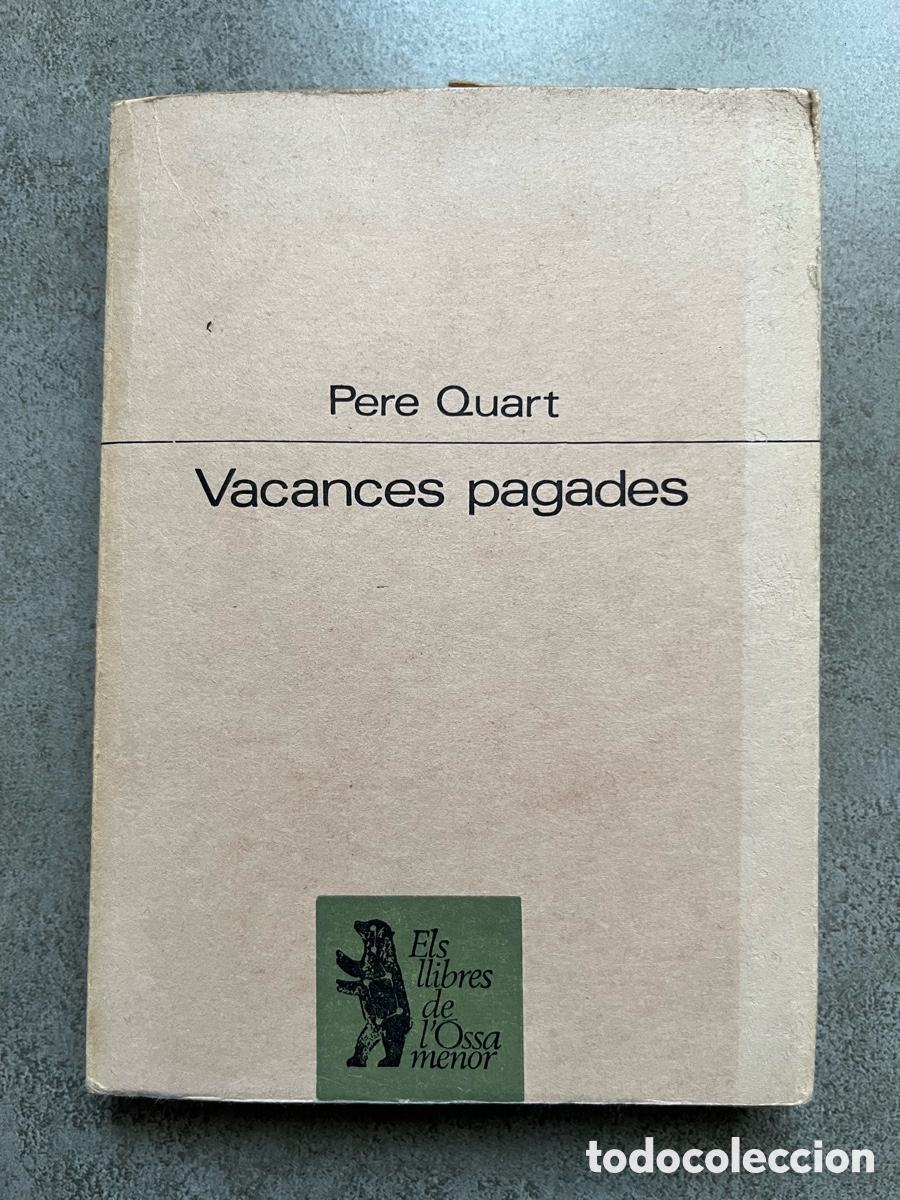 Pere Quart
Vacances pagades
Els
llibres
de
l'Ossa
menor
todocoleccion